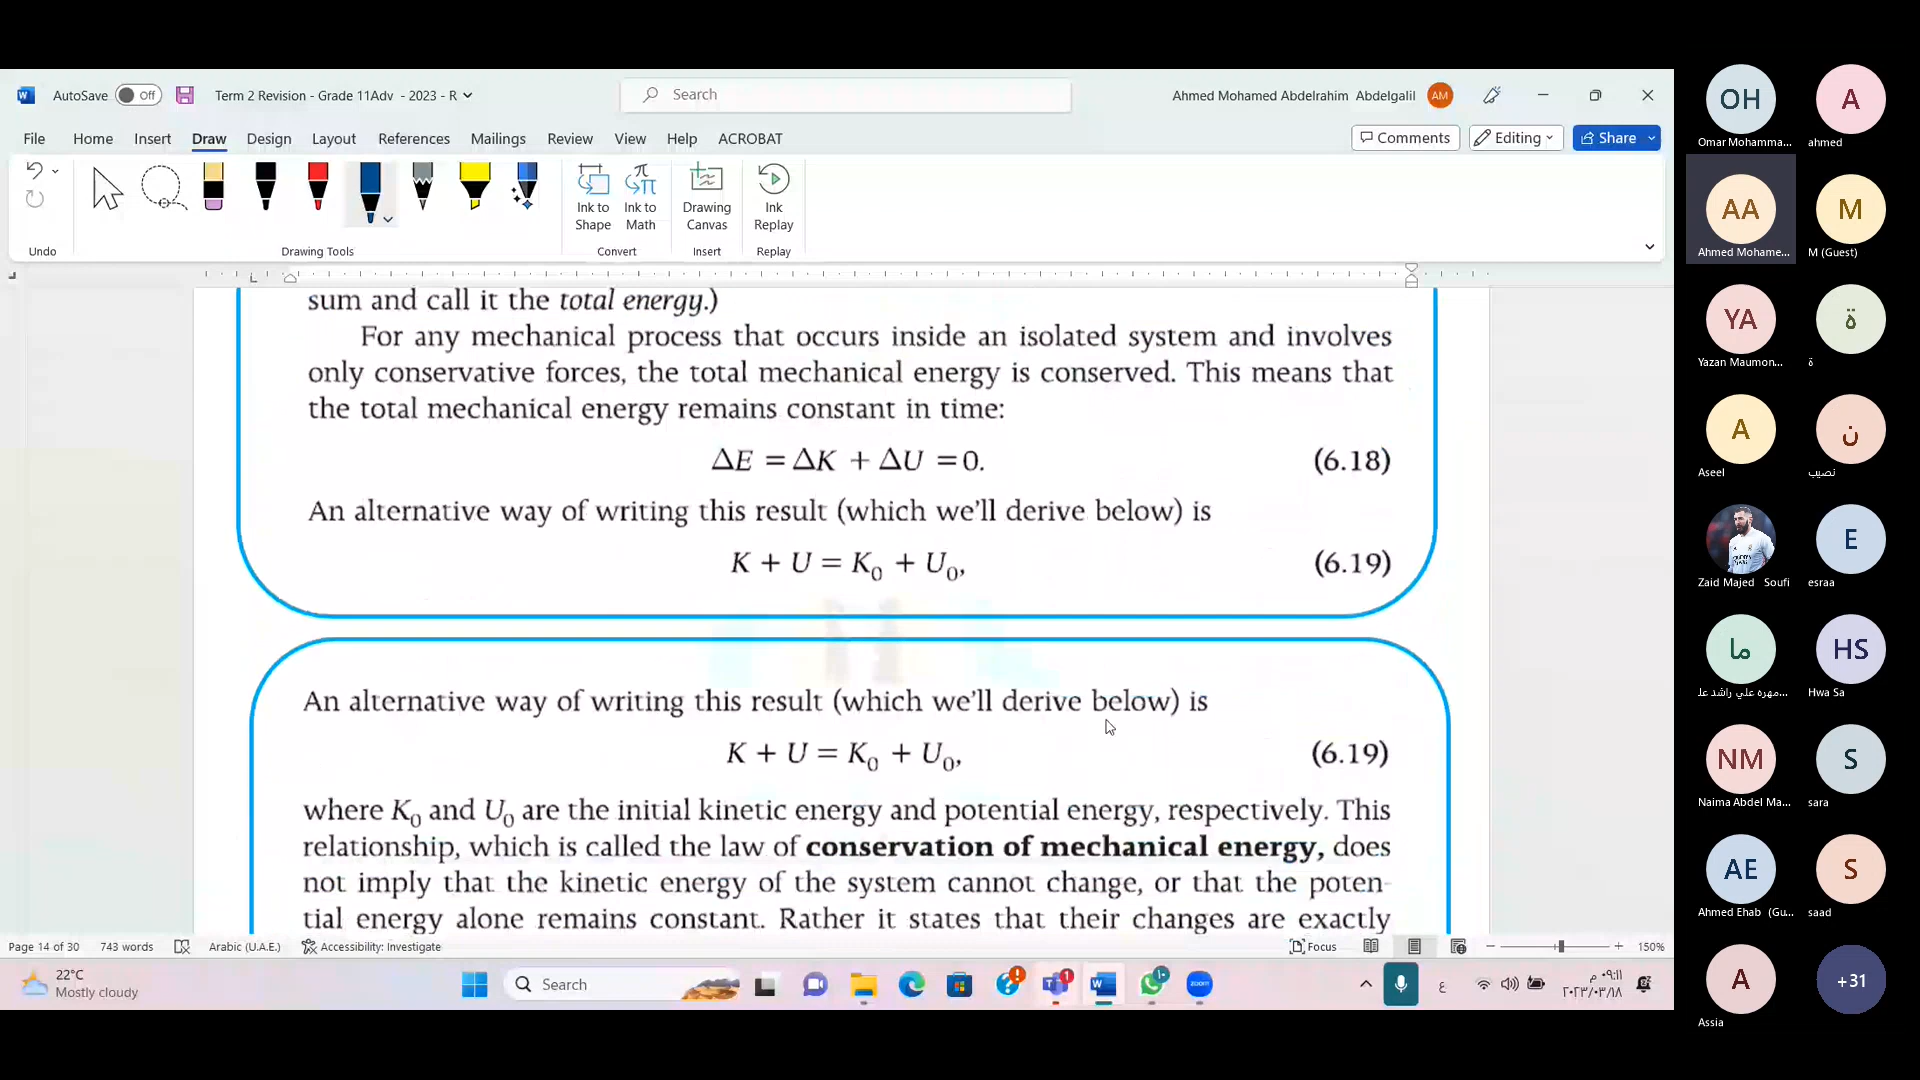 AutoSave Off Term 2 Revision - Grade 11Adv - 2023 - R Search Ahmed Mohamed Abdelrahim Abdelgalil AM
File Home Insert Draw Design Layout References Mailings Review View Help ACROBAT Comments Editing Share
Undo
Drawing Tools
Ink to Shape
Ink to Math
Convert
Drawing Canvas
Insert
Ink Replay
Replay
sum and call it the total energy.)
For any mechanical process that occurs inside an isolated system and involves
only conservative forces, the total mechanical energy is conserved. This means that
the total mechanical energy remains constant in time:
ΔE = ΔK + ΔU = 0. (6.18)
An alternative way of writing this result (which we'll derive below) is
K + U = K₀ + U₀, (6.19)
An alternative way of writing this result (which we'll derive below) is
K + U = K₀ + U₀, (6.19)
where K₀ and U₀ are the initial kinetic energy and potential energy, respectively. This
relationship, which is called the law of conservation of mechanical energy, does
not imply that the kinetic energy of the system cannot change, or that the poten-
tial energy alone remains constant. Rather it states that their changes are exactly
Page 14 of 30 743 words Arabic (U.A.E.) Accessibility: Investigate Focus 150%
22°C
Mostly cloudy
Search
zoom
ع
٠٩:١١ م
٢٠٢٣/٠٣/١٨
OH A
Omar Mohamma... ahmed
AA M
Ahmed Mohame... M (Guest)
YA ة
Yazan Maumon... ة
A ن
Aseel نصيب
E
Zaid Majed Soufi esraa
ما HS
مهره علي راشد عل... Hwa Sa
NM S
Naima Abdel Ma... sara
AE S
Ahmed Ehab (Gu... saad
A +31
Assia